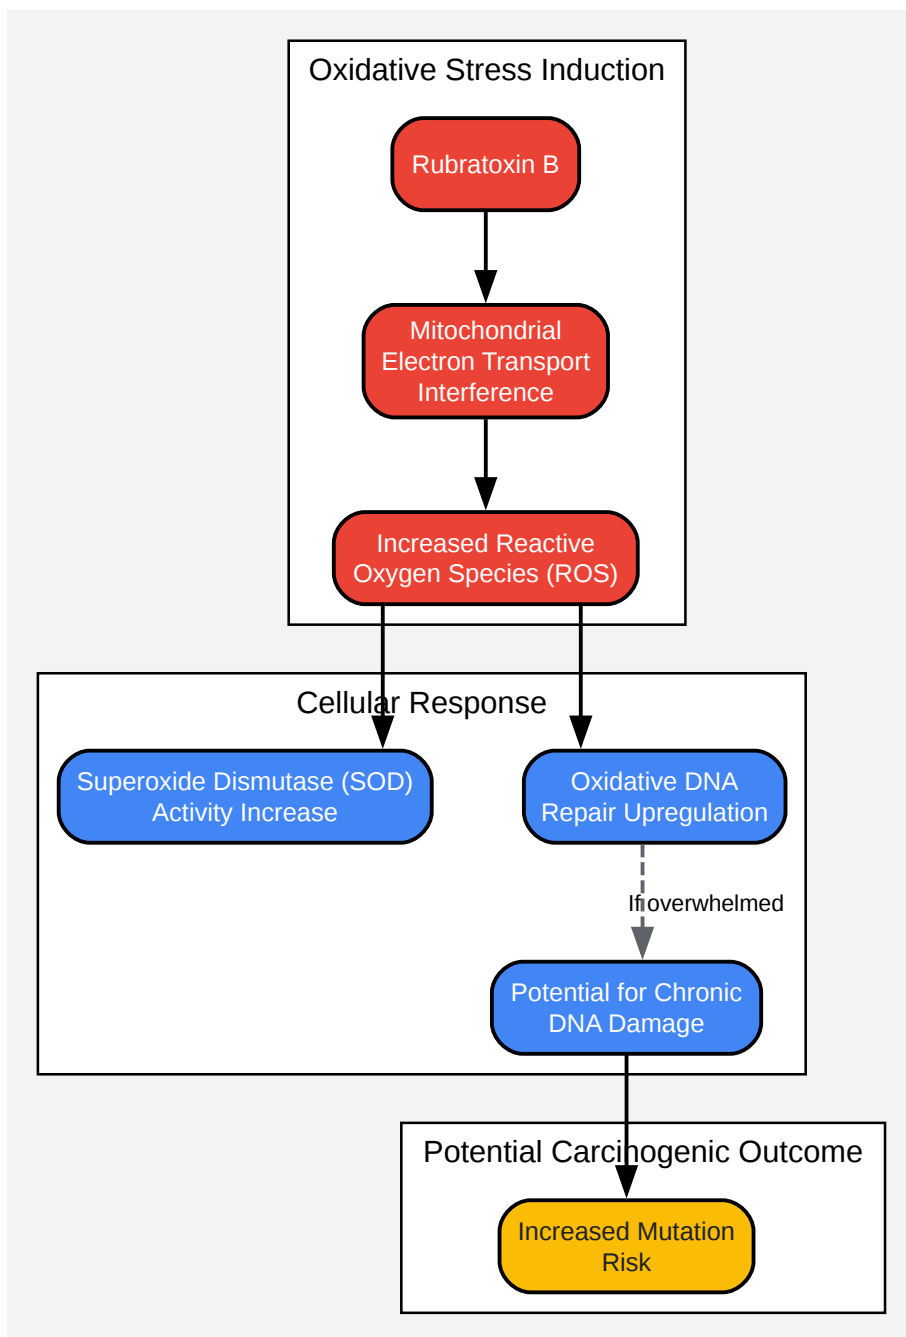 Oxidative Stress Induction
Rubratoxin B
Mitochondrial
Electron Transport
Interference
Increased Reactive
Oxygen Species (ROS)
Cellular Response
Superoxide Dismutase (SOD)
Activity Increase
Oxidative DNA
Repair Upregulation
If overwhelmed
Potential for Chronic
DNA Damage
Potential Carcinogenic Outcome
Increased Mutation
Risk